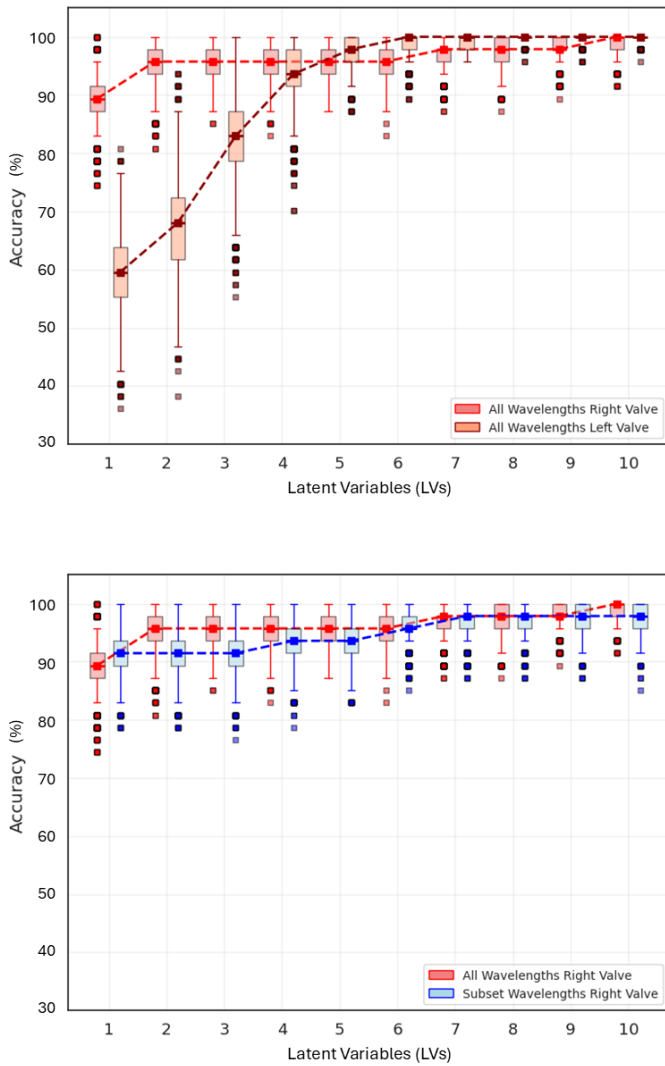 100
90
80
70
60
50
40
30
Accuracy (%)
All Wavelengths Right Valve
All Wavelengths Left Valve
1 2 3 4 5 6 7 8 9 10
Latent Variables (LVs)
100
90
80
70
60
50
40
30
Accuracy (%)
All Wavelengths Right Valve
Subset Wavelengths Right Valve
1 2 3 4 5 6 7 8 9 10
Latent Variables (LVs)